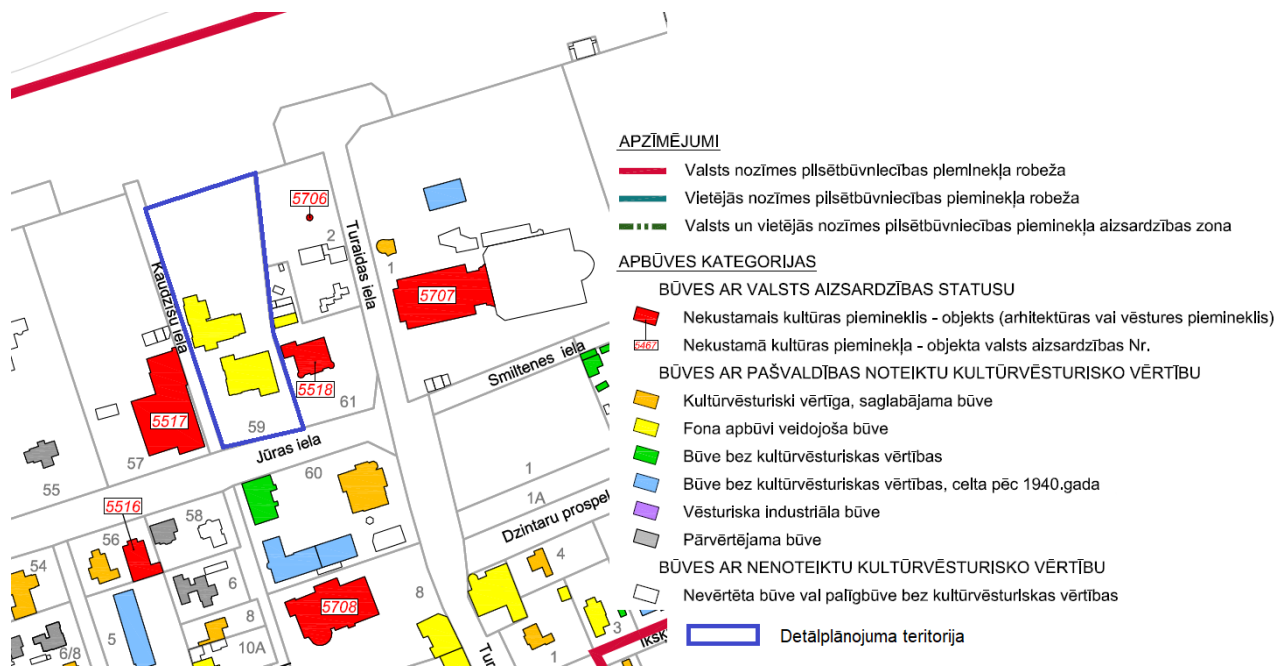 5706
2
Turaidas iela
1
Kaudzīšu iela
5707
5518
61
Smiltenes iela
5517
59
Jūras iela
57
55
60
1
1A
Dzintaru prospek
5516
58
56
54
6
4
5708
8
8
5
3
10A
6/8
1
Tur
Ikšķ
APZĪMĒJUMI
Valsts nozīmes pilsētbūvniecības pieminekļa robeža
Vietējās nozīmes pilsētbūvniecības pieminekļa robeža
Valsts un vietējās nozīmes pilsētbūvniecības pieminekļa aizsardzības zona
APBŪVES KATEGORIJAS
BŪVES AR VALSTS AIZSARDZĪBAS STATUSU
Nekustamais kultūras piemineklis - objekts (arhitektūras vai vēstures piemineklis)
5467 Nekustamā kultūras pieminekļa - objekta valsts aizsardzības Nr.
BŪVES AR PAŠVALDĪBAS NOTEIKTU KULTŪRVĒSTURISKO VĒRTĪBU
Kultūrvēsturiski vērtīga, saglabājama būve
Fona apbūvi veidojoša būve
Būve bez kultūrvēsturiskas vērtības
Būve bez kultūrvēsturiskas vērtības, celta pēc 1940.gada
Vēsturiska industriāla būve
Pārvērtējama būve
BŪVES AR NENOTEIKTU KULTŪRVĒSTURISKO VĒRTĪBU
Nevērtēta būve vai palīgbūve bez kultūrvēsturiskas vērtības
Detālplānojuma teritorija